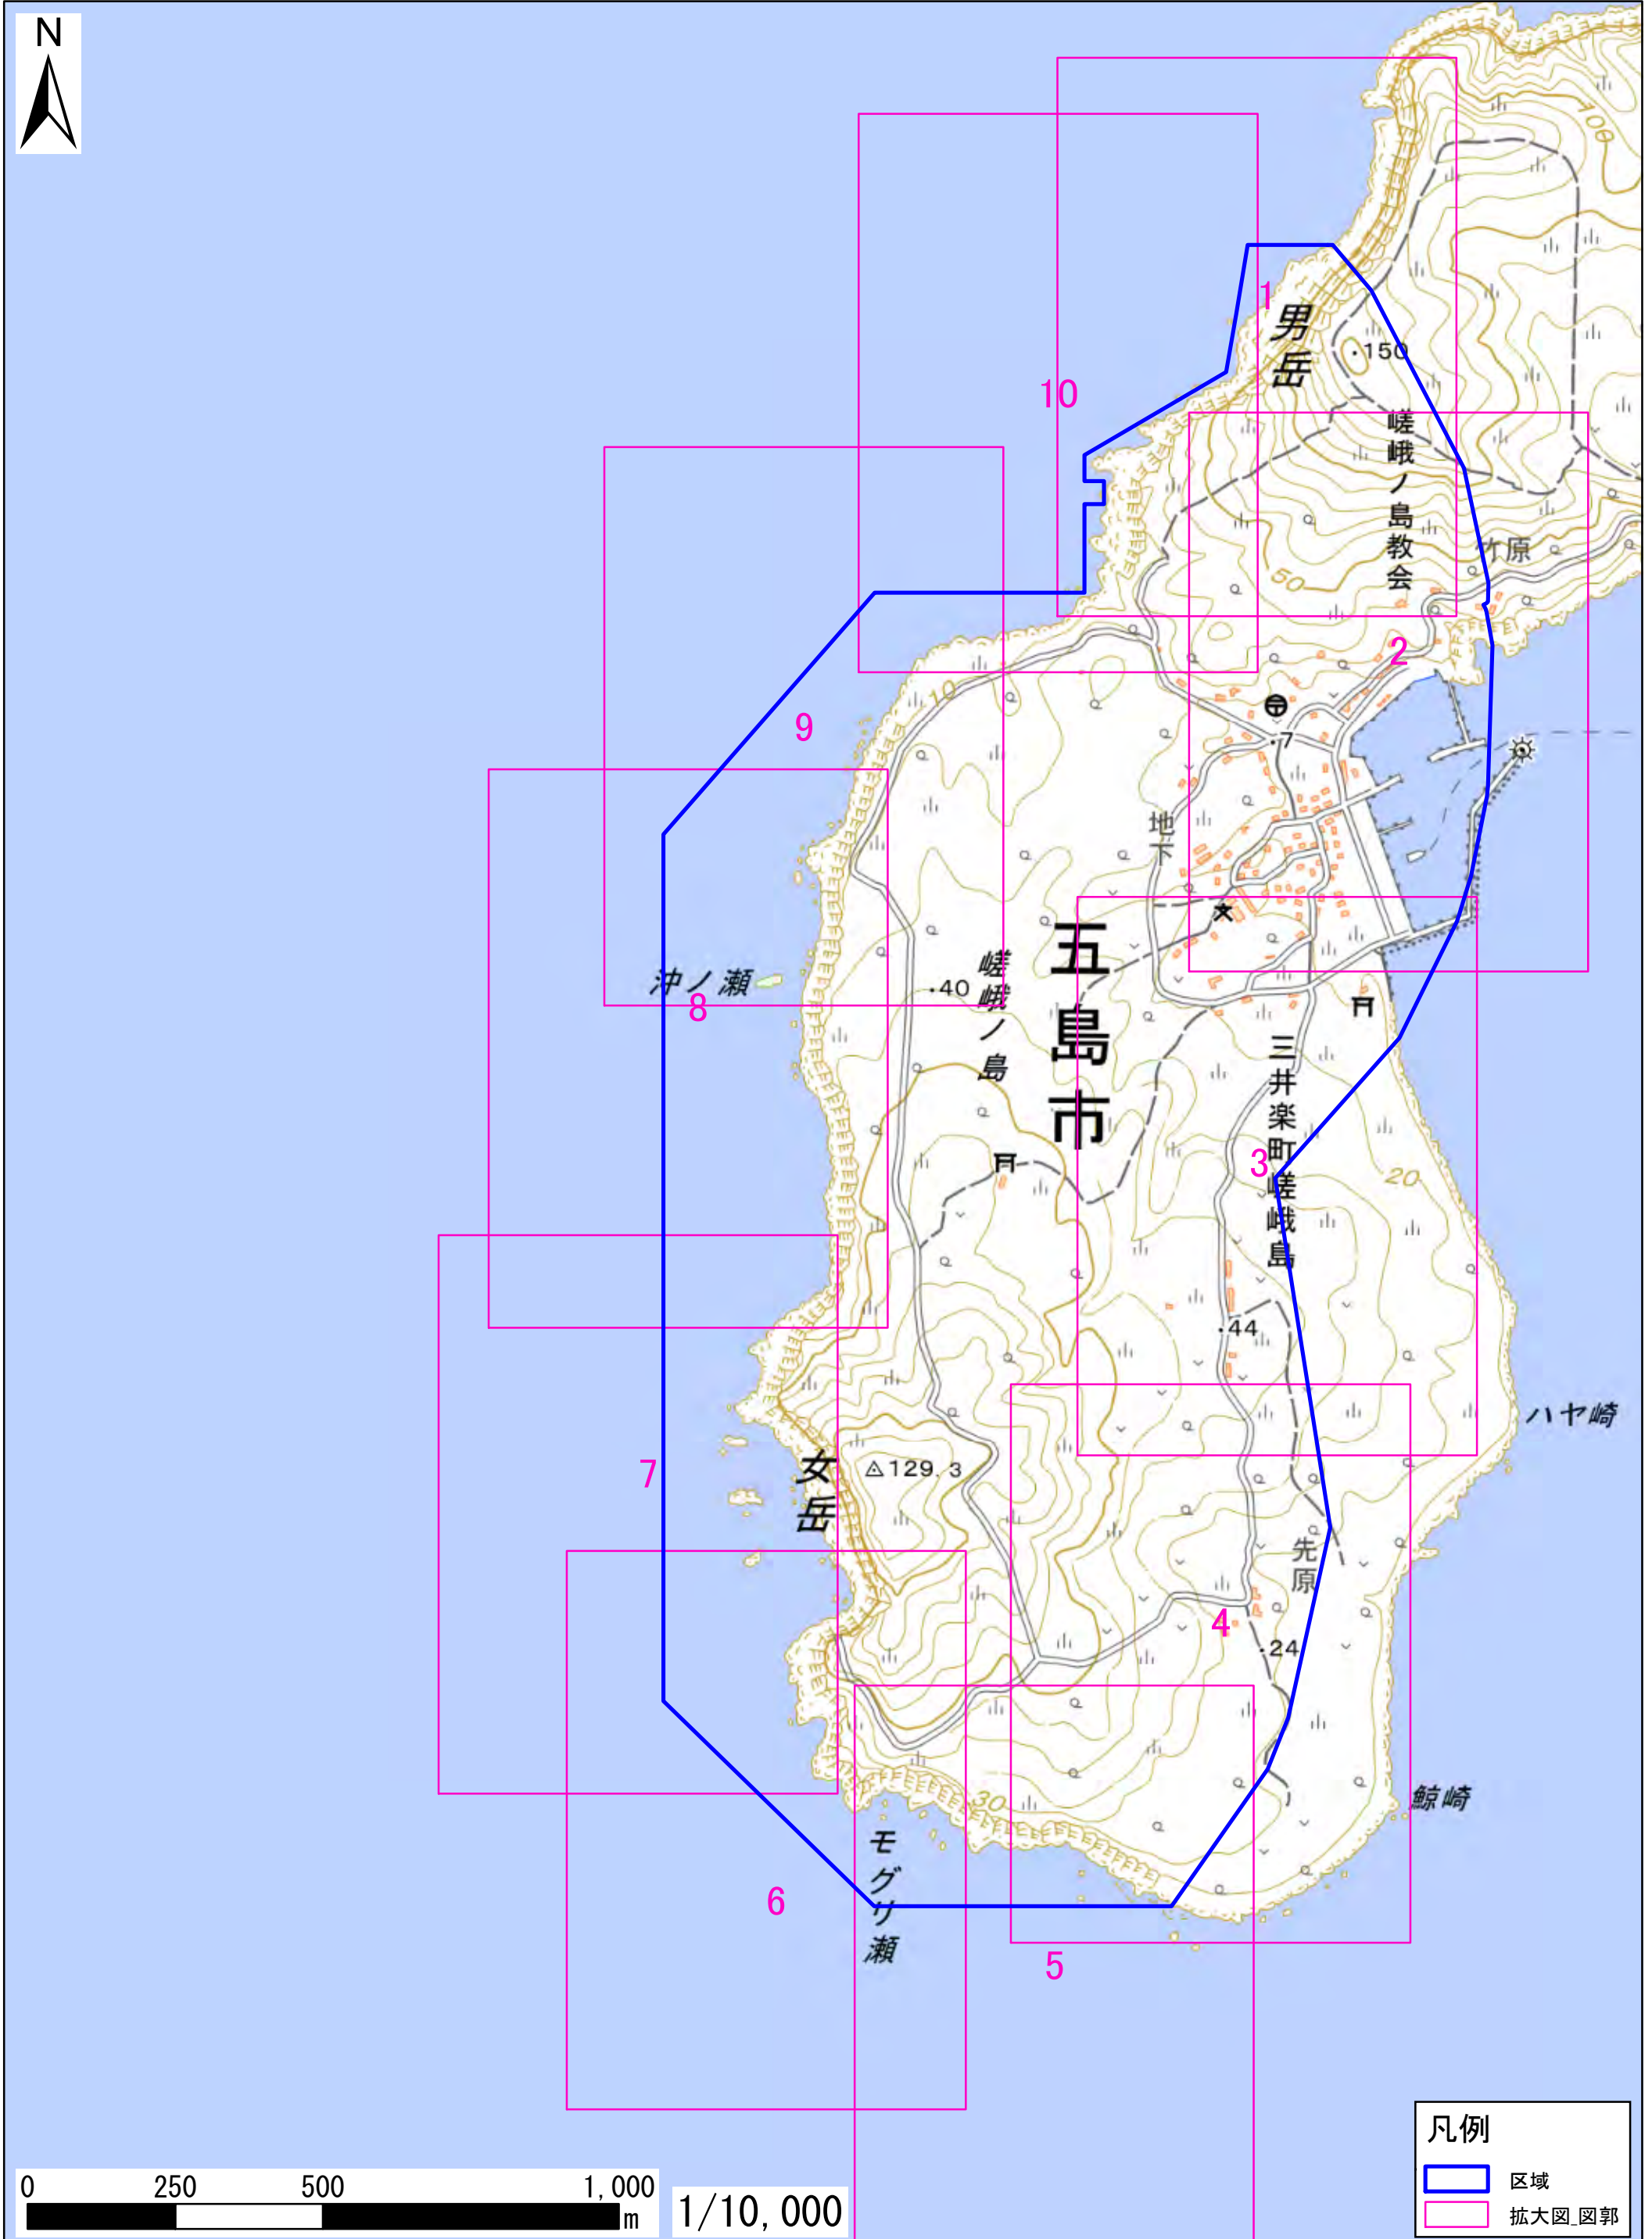 N
100
1
男岳
・150
10
嵯峨ノ島教会
竹原
50
2
10
9
・7
地下
沖ノ瀬
8
・40
嵯峨ノ島
五島市
三井楽町嵯峨島
3
20
・44
ハヤ崎
7
女岳
129.3
先原
4
・24
30
鯨崎
モグリ瀬
6
5
凡例
区域
拡大図_図郭
0 250 500 1,000
m
1/10,000